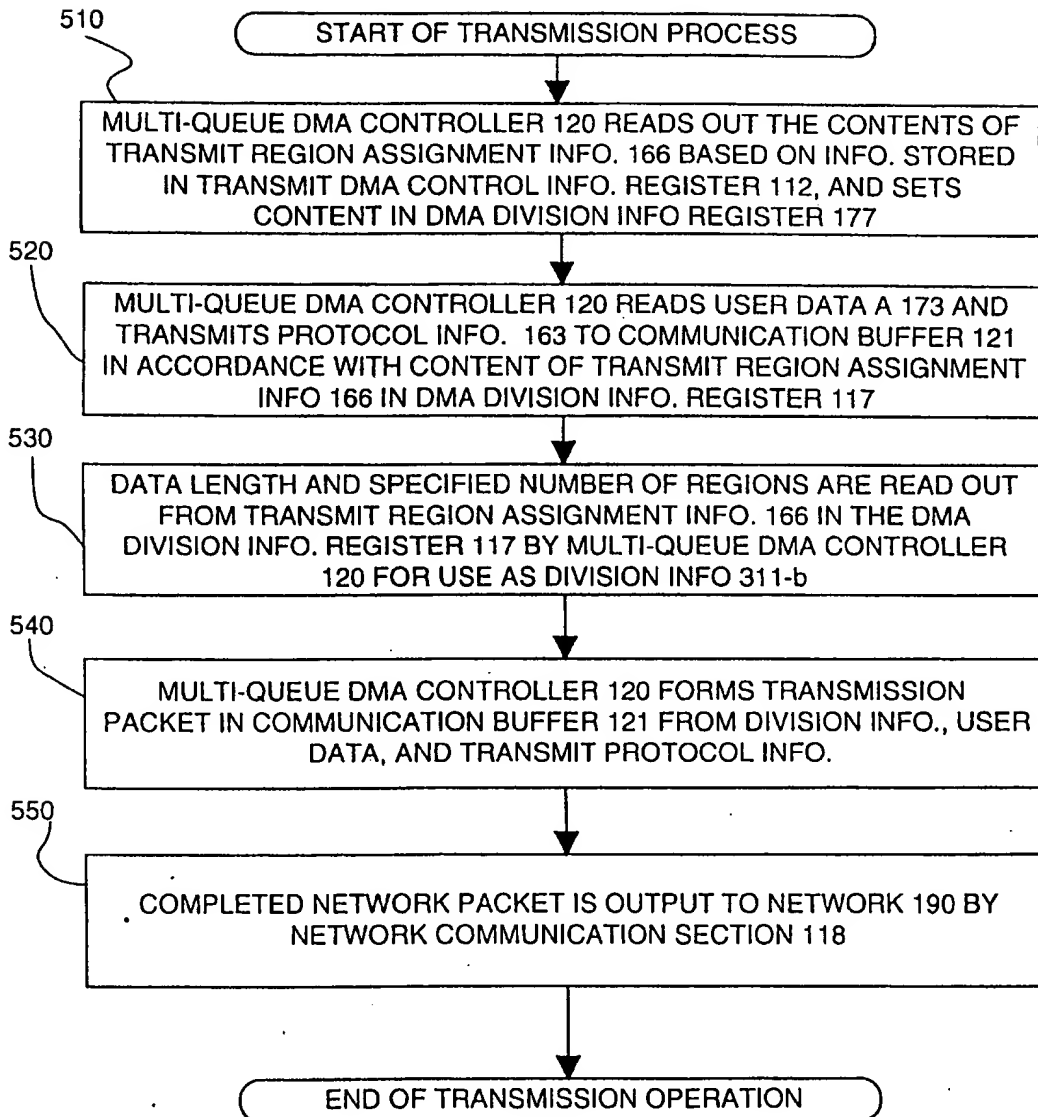 510
START OF TRANSMISSION PROCESS
MULTI-QUEUE DMA CONTROLLER 120 READS OUT THE CONTENTS OF
TRANSMIT REGION ASSIGNMENT INFO. 166 BASED ON INFO. STORED
IN TRANSMIT DMA CONTROL INFO. REGISTER 112, AND SETS
CONTENT IN DMA DIVISION INFO REGISTER 177
520
MULTI-QUEUE DMA CONTROLLER 120 READS USER DATA A 173 AND
TRANSMITS PROTOCOL INFO. 163 TO COMMUNICATION BUFFER 121
IN ACCORDANCE WITH CONTENT OF TRANSMIT REGION ASSIGNMENT
INFO 166 IN DMA DIVISION INFO. REGISTER 117
530
DATA LENGTH AND SPECIFIED NUMBER OF REGIONS ARE READ OUT
FROM TRANSMIT REGION ASSIGNMENT INFO. 166 IN THE DMA
DIVISION INFO. REGISTER 117 BY MULTI-QUEUE DMA CONTROLLER
120 FOR USE AS DIVISION INFO 311-b
540
MULTI-QUEUE DMA CONTROLLER 120 FORMS TRANSMISSION
PACKET IN COMMUNICATION BUFFER 121 FROM DIVISION INFO., USER
DATA, AND TRANSMIT PROTOCOL INFO.
550
COMPLETED NETWORK PACKET IS OUTPUT TO NETWORK 190 BY
NETWORK COMMUNICATION SECTION 118
END OF TRANSMISSION OPERATION